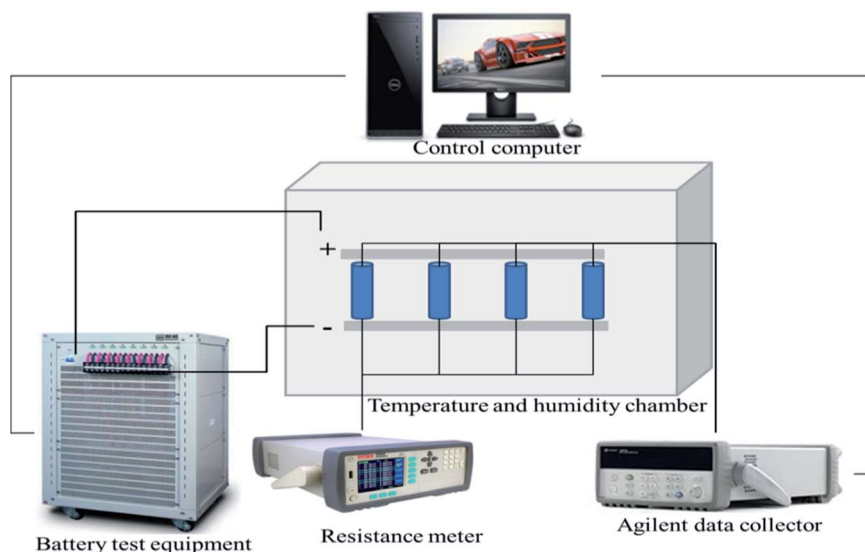 Control computer
+
-
Temperature and humidity chamber
Battery test equipment
Resistance meter
Agilent data collector